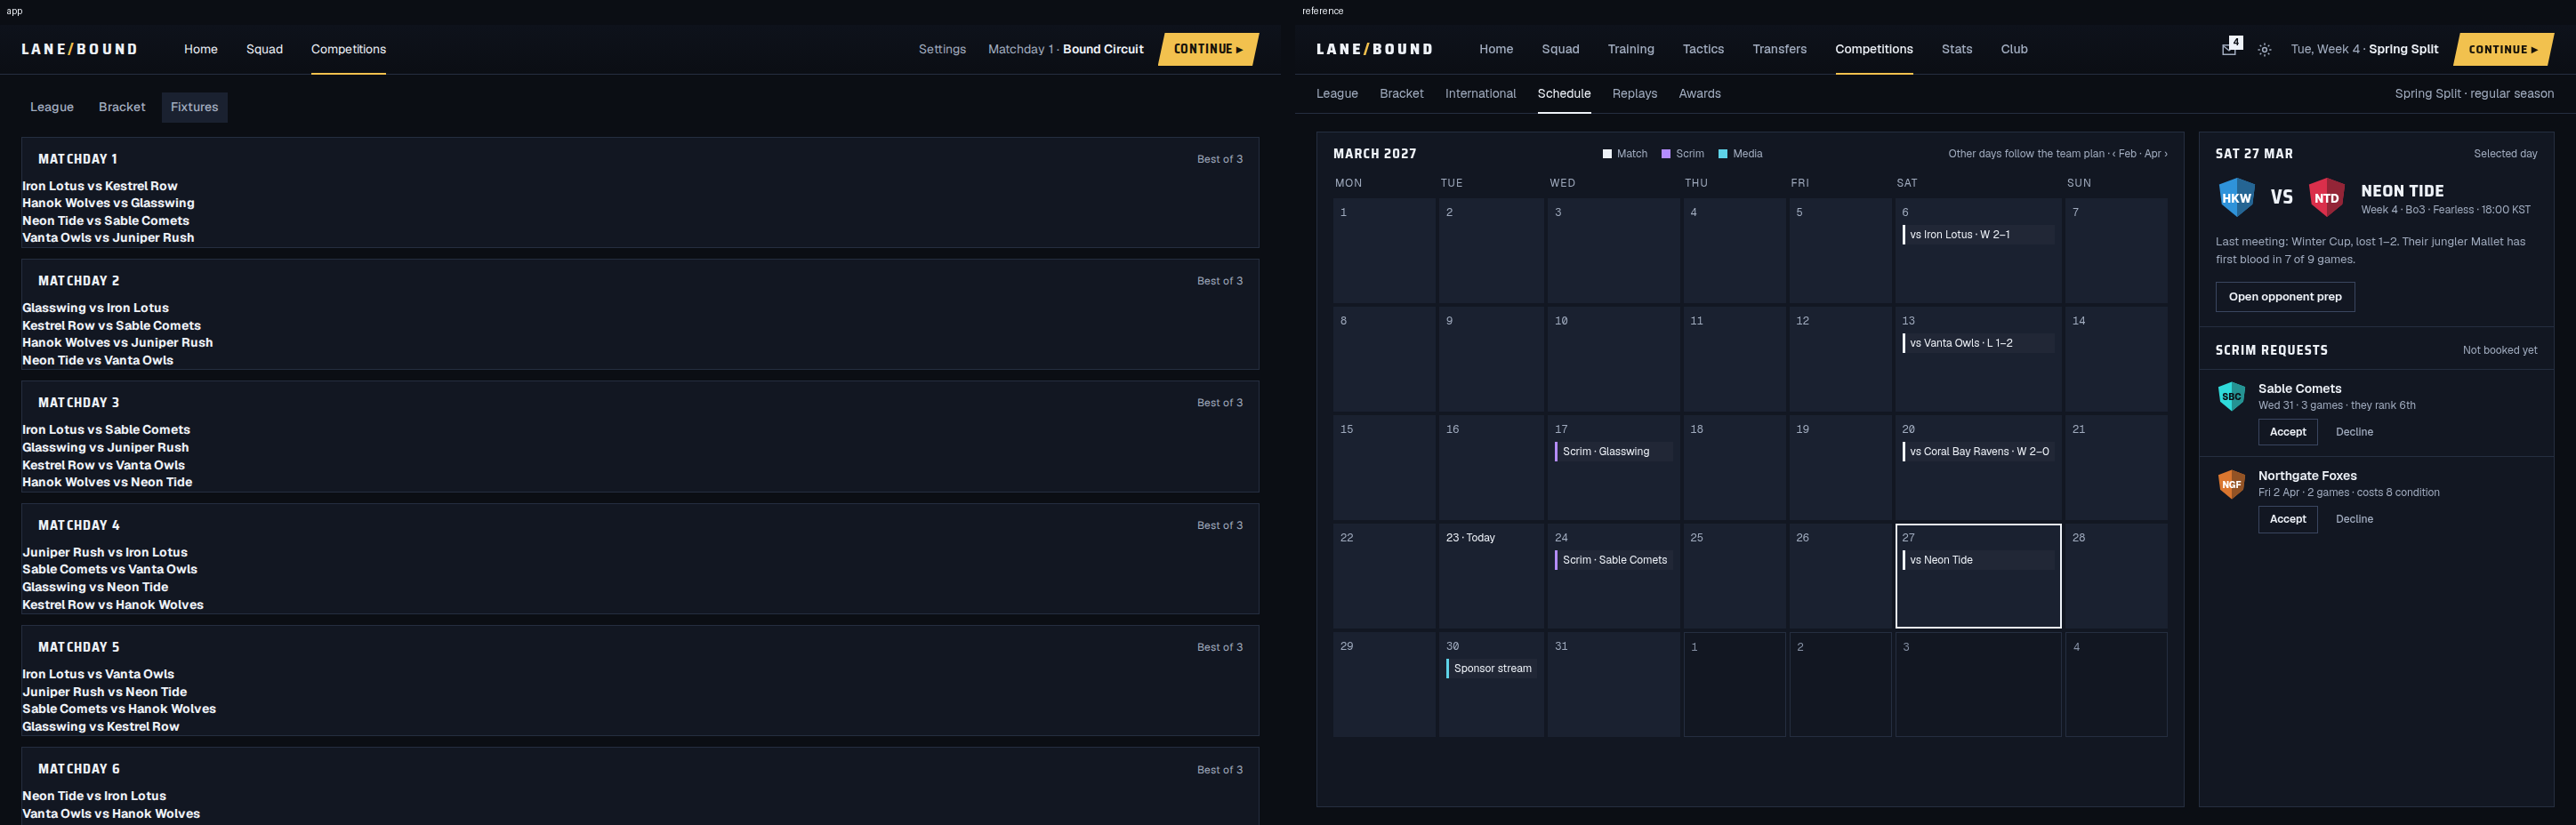 app
LANE/BOUND
Home Squad Competitions
Settings Matchday 1 · Bound Circuit CONTINUE ▸
League Bracket Fixtures
MATCHDAY 1 Best of 3
Iron Lotus vs Kestrel Row
Hanok Wolves vs Glasswing
Neon Tide vs Sable Comets
Vanta Owls vs Juniper Rush
MATCHDAY 2 Best of 3
Glasswing vs Iron Lotus
Kestrel Row vs Sable Comets
Hanok Wolves vs Juniper Rush
Neon Tide vs Vanta Owls
MATCHDAY 3 Best of 3
Iron Lotus vs Sable Comets
Glasswing vs Juniper Rush
Kestrel Row vs Vanta Owls
Hanok Wolves vs Neon Tide
MATCHDAY 4 Best of 3
Juniper Rush vs Iron Lotus
Sable Comets vs Vanta Owls
Glasswing vs Neon Tide
Kestrel Row vs Hanok Wolves
MATCHDAY 5 Best of 3
Iron Lotus vs Vanta Owls
Juniper Rush vs Neon Tide
Sable Comets vs Hanok Wolves
Glasswing vs Kestrel Row
MATCHDAY 6 Best of 3
Neon Tide vs Iron Lotus
Vanta Owls vs Hanok Wolves
reference
LANE/BOUND
Home Squad Training Tactics Transfers Competitions Stats Club
4 Tue, Week 4 · Spring Split CONTINUE ▸
League Bracket International Schedule Replays Awards
Spring Split · regular season
MARCH 2027
Match Scrim Media
Other days follow the team plan · ‹ Feb · Apr ›
MON TUE WED THU FRI SAT SUN
1 2 3 4 5 6 7
vs Iron Lotus · W 2–1
8 9 10 11 12 13 14
vs Vanta Owls · L 1–2
15 16 17 18 19 20 21
Scrim · Glasswing vs Coral Bay Ravens · W 2–0
22 23 · Today 24 25 26 27 28
Scrim · Sable Comets vs Neon Tide
29 30 31 1 2 3 4
Sponsor stream
SAT 27 MAR Selected day
HKW VS NTD NEON TIDE
Week 4 · Bo3 · Fearless · 18:00 KST
Last meeting: Winter Cup, lost 1–2. Their jungler Mallet has
first blood in 7 of 9 games.
Open opponent prep
SCRIM REQUESTS Not booked yet
SBC Sable Comets
Wed 31 · 3 games · they rank 6th
Accept Decline
NGF Northgate Foxes
Fri 2 Apr · 2 games · costs 8 condition
Accept Decline